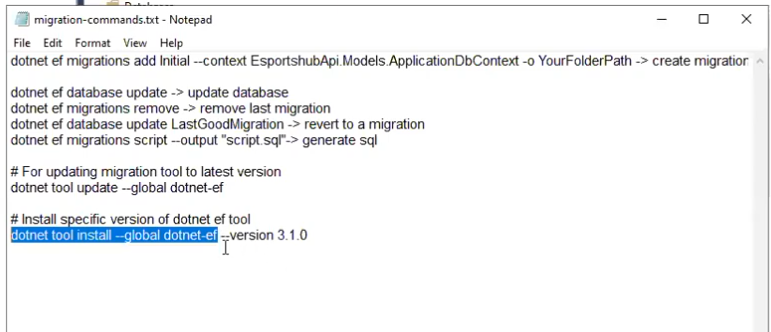 migration-commands.txt - Notepad
File Edit Format View Help
dotnet ef migrations add Initial --context EsportshubApi.Models.ApplicationDbContext -o YourFolderPath -> create migration
dotnet ef database update -> update database
dotnet ef migrations remove -> remove last migration
dotnet ef database update LastGoodMigration -> revert to a migration
dotnet ef migrations script --output "script.sql"-> generate sql
# For updating migration tool to latest version
dotnet tool update --global dotnet-ef
# Install specific version of dotnet ef tool
dotnet tool install --global dotnet-ef --version 3.1.0